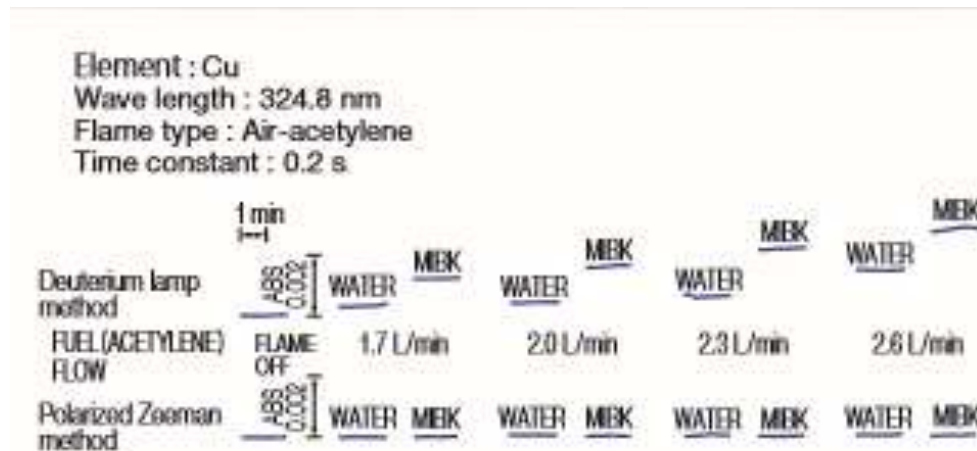 Element : Cu
Wave length : 324.8 nm
Flame type : Air-acetylene
Time constant : 0.2 s
1 min
Deuterium lamp method
ABS 0.002
WATER MIBK WATER MIBK WATER MIBK WATER MIBK
FUEL (ACETYLENE) FLOW
FLAME OFF
1.7 L/min 2.0 L/min 2.3 L/min 2.6 L/min
Polarized Zeeman method
ABS 0.002
WATER MIBK WATER MIBK WATER MIBK WATER MIBK